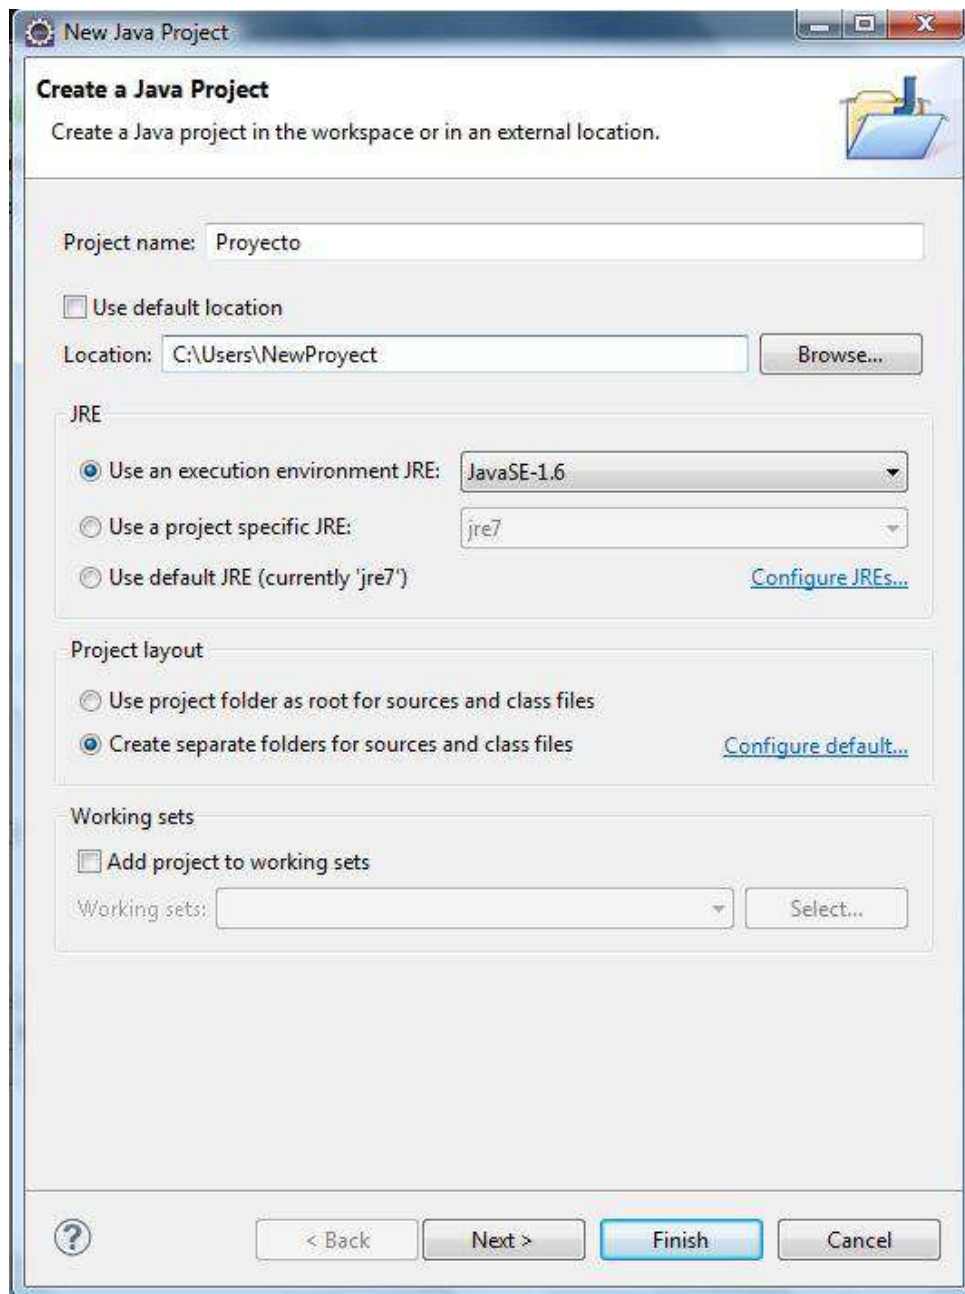 New Java Project
Create a Java Project
Create a Java project in the workspace or in an external location.
Project name: Proyecto
Use default location
Location: C:\Users\NewProyect Browse...
JRE
Use an execution environment JRE: JavaSE-1.6
Use a project specific JRE: jre7
Use default JRE (currently 'jre7') Configure JREs...
Project layout
Use project folder as root for sources and class files
Create separate folders for sources and class files Configure default...
Working sets
Add project to working sets
Working sets: Select...
? < Back Next > Finish Cancel